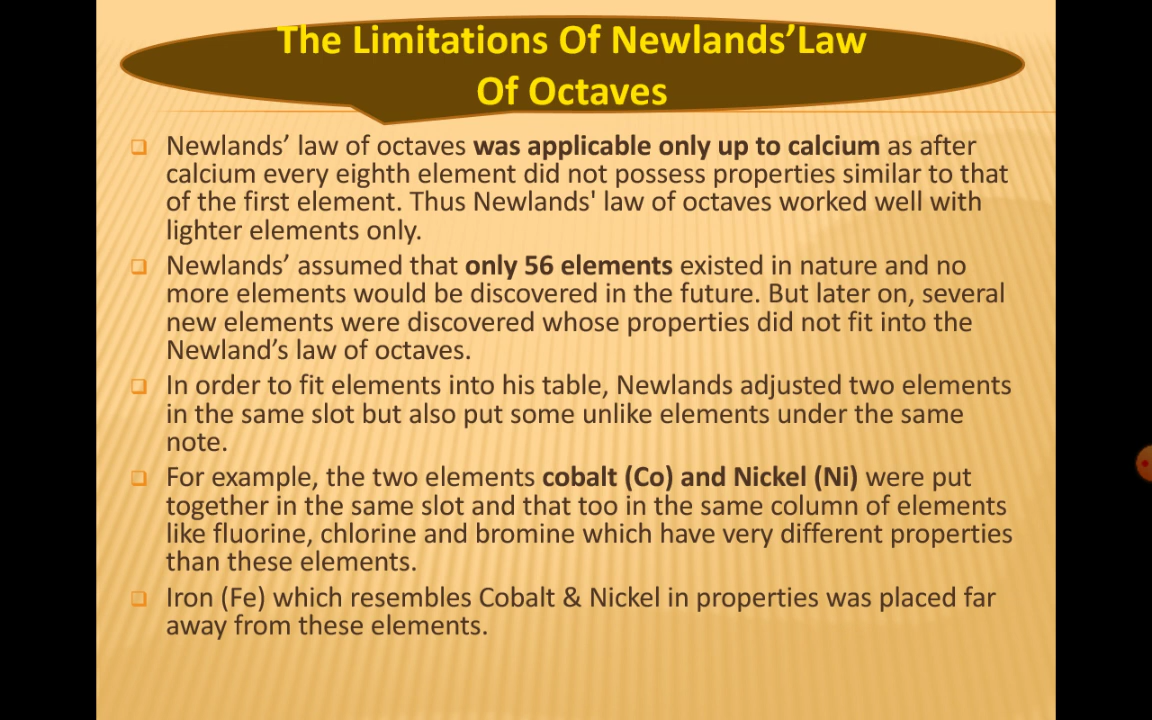 The Limitations Of Newlands’Law
Of Octaves
Newlands’ law of octaves was applicable only up to calcium as after
calcium every eighth element did not possess properties similar to that
of the first element. Thus Newlands' law of octaves worked well with
lighter elements only.
Newlands’ assumed that only 56 elements existed in nature and no
more elements would be discovered in the future. But later on, several
new elements were discovered whose properties did not fit into the
Newland’s law of octaves.
In order to fit elements into his table, Newlands adjusted two elements
in the same slot but also put some unlike elements under the same
note.
For example, the two elements cobalt (Co) and Nickel (Ni) were put
together in the same slot and that too in the same column of elements
like fluorine, chlorine and bromine which have very different properties
than these elements.
Iron (Fe) which resembles Cobalt & Nickel in properties was placed far
away from these elements.